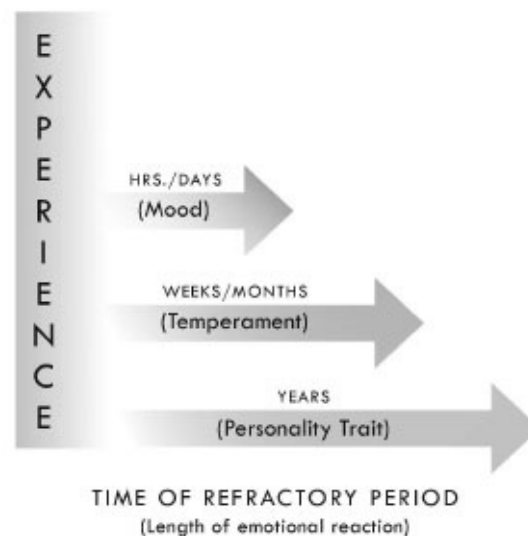 EXPERIENCE
HRS./DAYS
(Mood)
WEEKS/MONTHS
(Temperament)
YEARS
(Personality Trait)
TIME OF REFRACTORY PERIOD
(Length of emotional reaction)